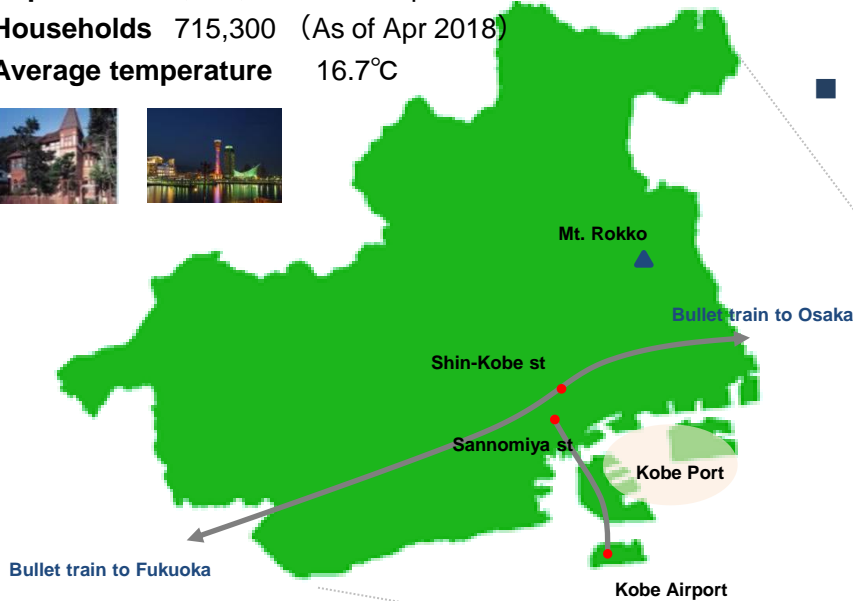 Households 715,300 （As of Apr 2018）
Average temperature 16.7℃
Mt. Rokko
Bullet train to Osaka
Shin-Kobe st
Sannomiya st
Kobe Port
Bullet train to Fukuoka
Kobe Airport